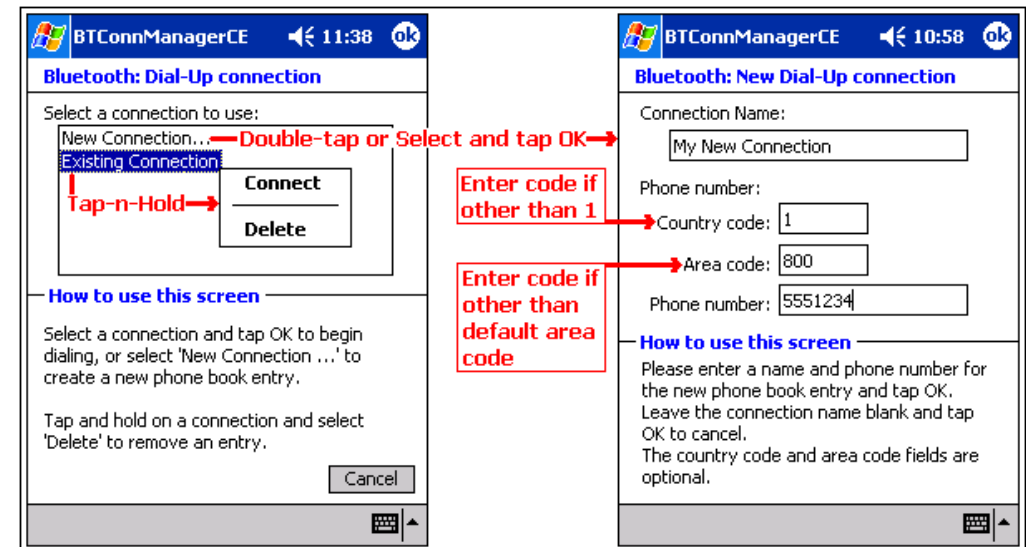 BTConnManagerCE 11:38 ok
Bluetooth: Dial-Up connection
Select a connection to use:
New Connection...
Existing Connection
Double-tap or Select and tap OK
Tap-n-Hold
Connect
Delete
How to use this screen
Select a connection and tap OK to begin
dialing, or select 'New Connection ...' to
create a new phone book entry.
Tap and hold on a connection and select
'Delete' to remove an entry.
Cancel
Enter code if
other than 1
Enter code if
other than
default area
code
BTConnManagerCE 10:58 ok
Bluetooth: New Dial-Up connection
Connection Name:
My New Connection
Phone number:
Country code: 1
Area code: 800
Phone number: 5551234
How to use this screen
Please enter a name and phone number for
the new phone book entry and tap OK.
Leave the connection name blank and tap
OK to cancel.
The country code and area code fields are
optional.